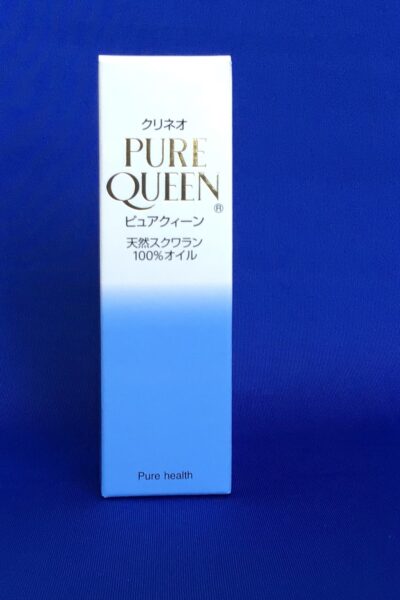 クリネオ
PURE
QUEEN®
ピュアクィーン
天然スクワラン
100%オイル
Pure health